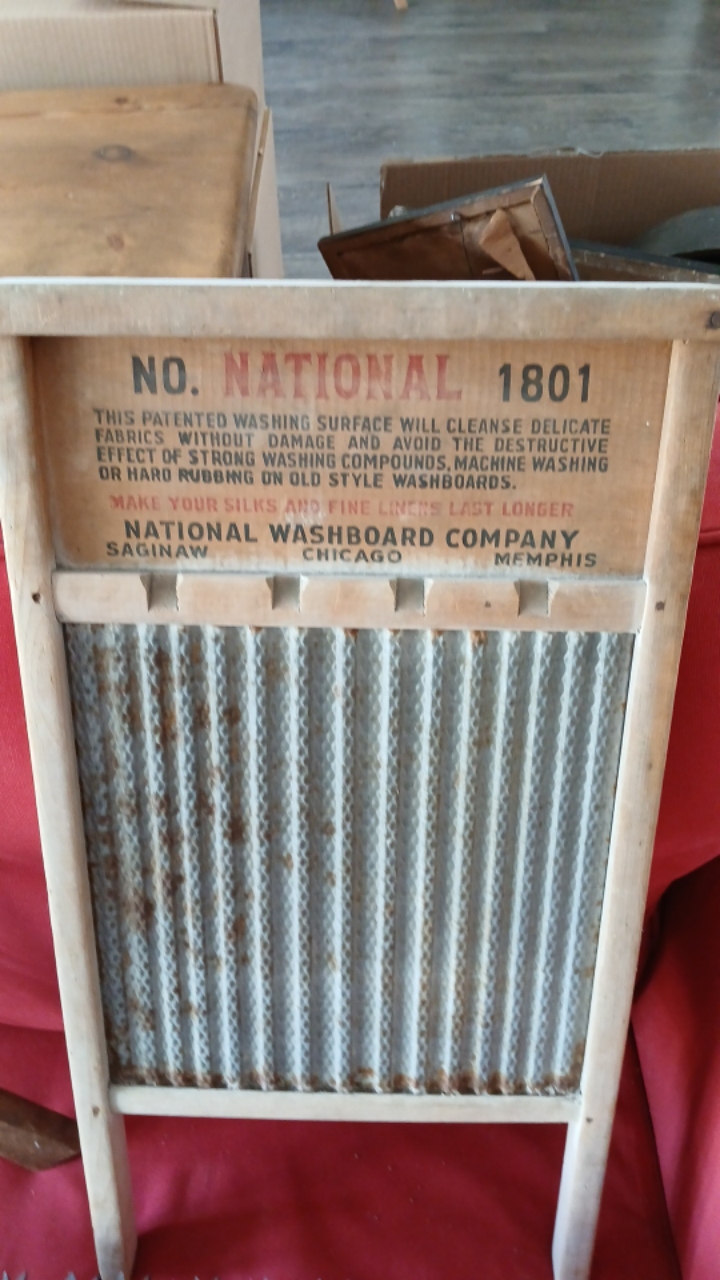 NO. NATIONAL 1801
THIS PATENTED WASHING SURFACE WILL CLEANSE DELICATE
FABRICS WITHOUT DAMAGE AND AVOID THE DESTRUCTIVE
EFFECT OF STRONG WASHING COMPOUNDS, MACHINE WASHING
OR HARD RUBBING ON OLD STYLE WASHBOARDS.
MAKE YOUR SILKS AND FINE LINENS LAST LONGER
NATIONAL WASHBOARD COMPANY
SAGINAW CHICAGO MEMPHIS